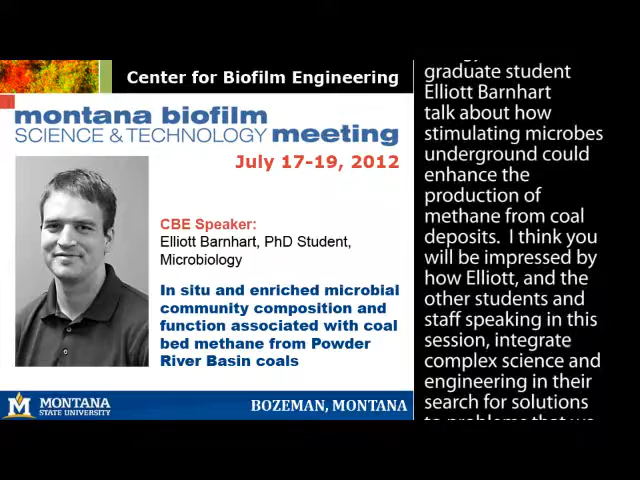 Center for Biofilm Engineering
montana biofilm
SCIENCE & TECHNOLOGY meeting
July 17-19, 2012
CBE Speaker:
Elliott Barnhart, PhD Student,
Microbiology
In situ and enriched microbial
community composition and
function associated with coal
bed methane from Powder
River Basin coals
M
MONTANA
STATE UNIVERSITY
BOZEMAN, MONTANA
graduate student
Elliott Barnhart
talk about how
stimulating microbes
underground could
enhance the
production of
methane from coal
deposits.  I think you
will be impressed by
how Elliott, and the
other students and
staff speaking in this
session, integrate
complex science and
engineering in their
search for solutions
to problems that we